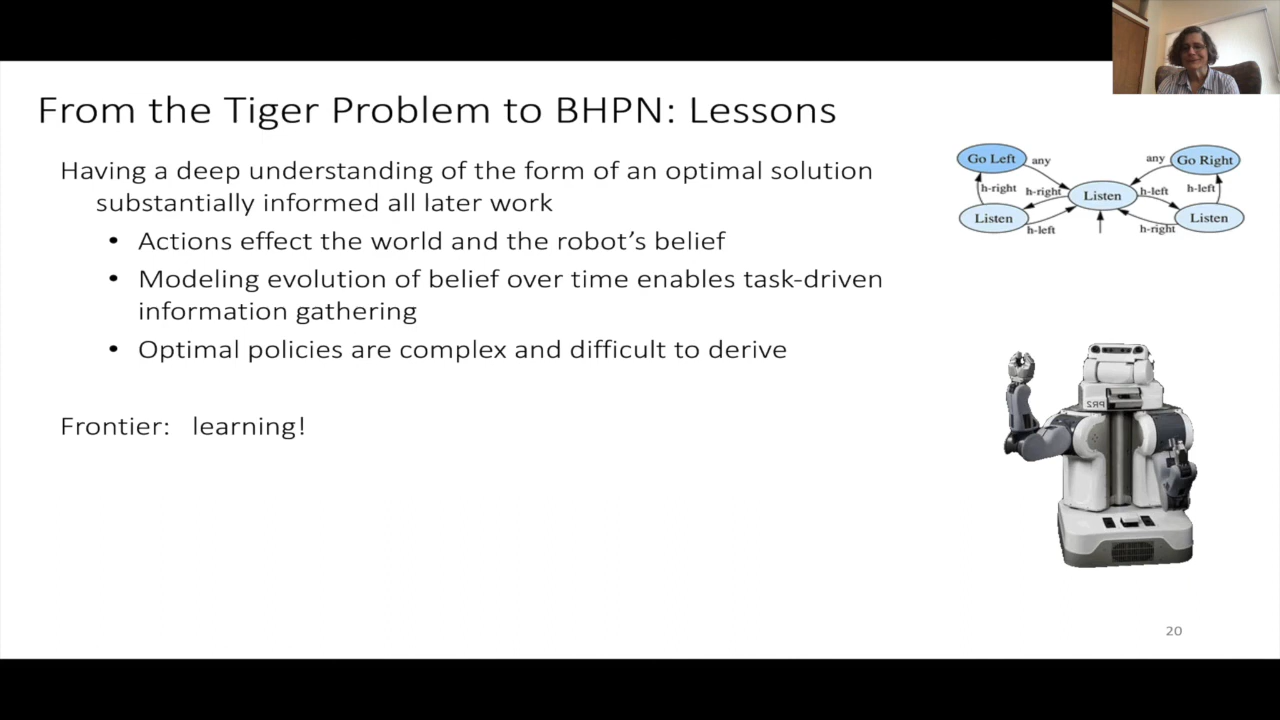 From the Tiger Problem to BHPN: Lessons
Having a deep understanding of the form of an optimal solution
substantially informed all later work
• Actions effect the world and the robot's belief
• Modeling evolution of belief over time enables task-driven
information gathering
• Optimal policies are complex and difficult to derive
Frontier: learning!
Go Left any any Go Right
h-right h-right Listen h-left h-left
Listen h-left h-right Listen
PR2
20